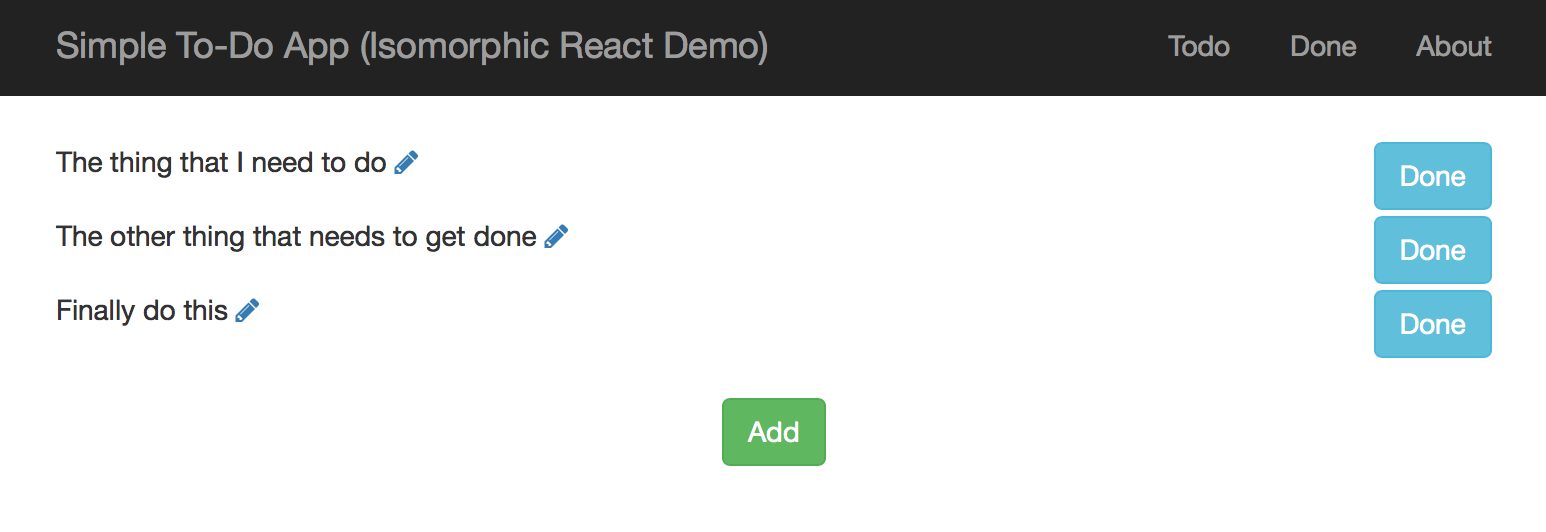 Simple To-Do App (Isomorphic React Demo) Todo Done About
The thing that I need to do Done
The other thing that needs to get done Done
Finally do this Done
Add